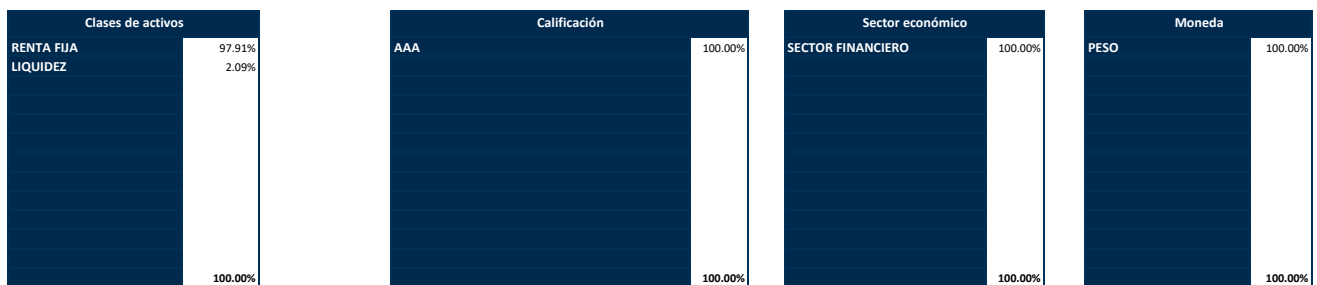 Clases de activos
RENTA FIJA 97.91%
LIQUIDEZ 2.09%
100.00%
Calificación
AAA 100.00%
100.00%
Sector económico
SECTOR FINANCIERO 100.00%
100.00%
Moneda
PESO 100.00%
100.00%